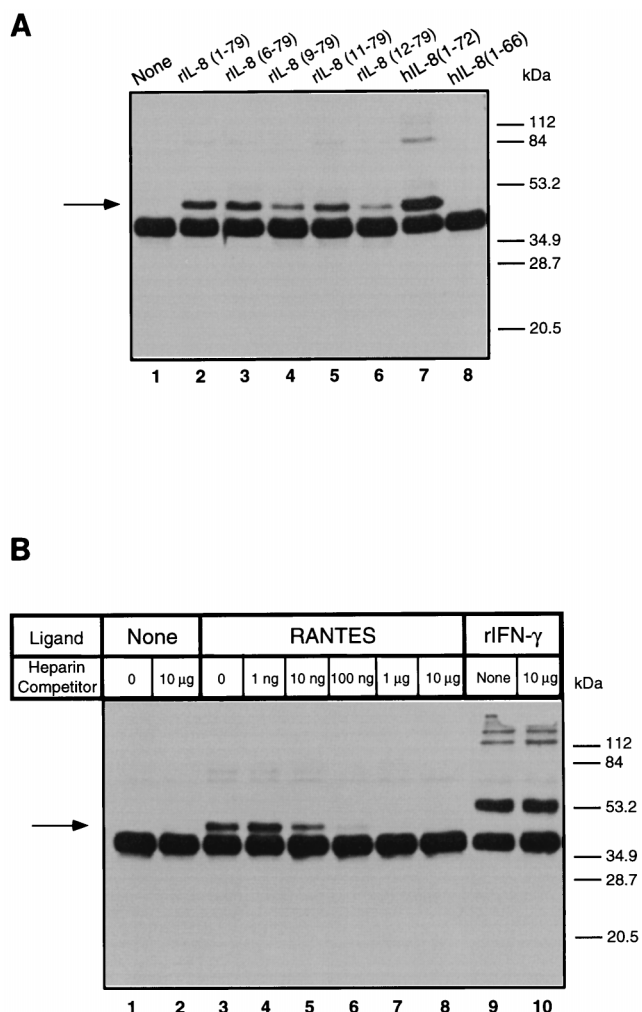 A
None
rIL-8 (1-79)
rIL-8 (6-79)
rIL-8 (9-79)
rIL-8 (11-79)
rIL-8 (12-79)
hIL-8(1-72)
hIL-8(1-66)
kDa
112
84
53.2
34.9
28.7
20.5
1 2 3 4 5 6 7 8
B
Ligand None RANTES rIFN-γ
Heparin
Competitor 0 10 µg 0 1 ng 10 ng 100 ng 1 µg 10 µg None 10 µg
kDa
112
84
53.2
34.9
28.7
20.5
1 2 3 4 5 6 7 8 9 10